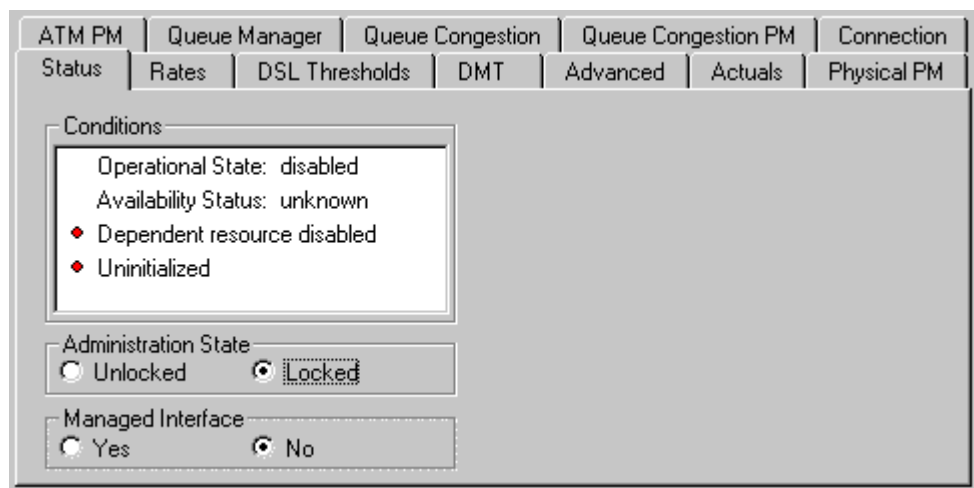 ATM PM Queue Manager Queue Congestion Queue Congestion PM Connection
Status Rates DSL Thresholds DMT Advanced Actuals Physical PM
Conditions
Operational State: disabled
Availability Status: unknown
Dependent resource disabled
Uninitialized
Administration State
Unlocked Locked
Managed Interface
Yes No